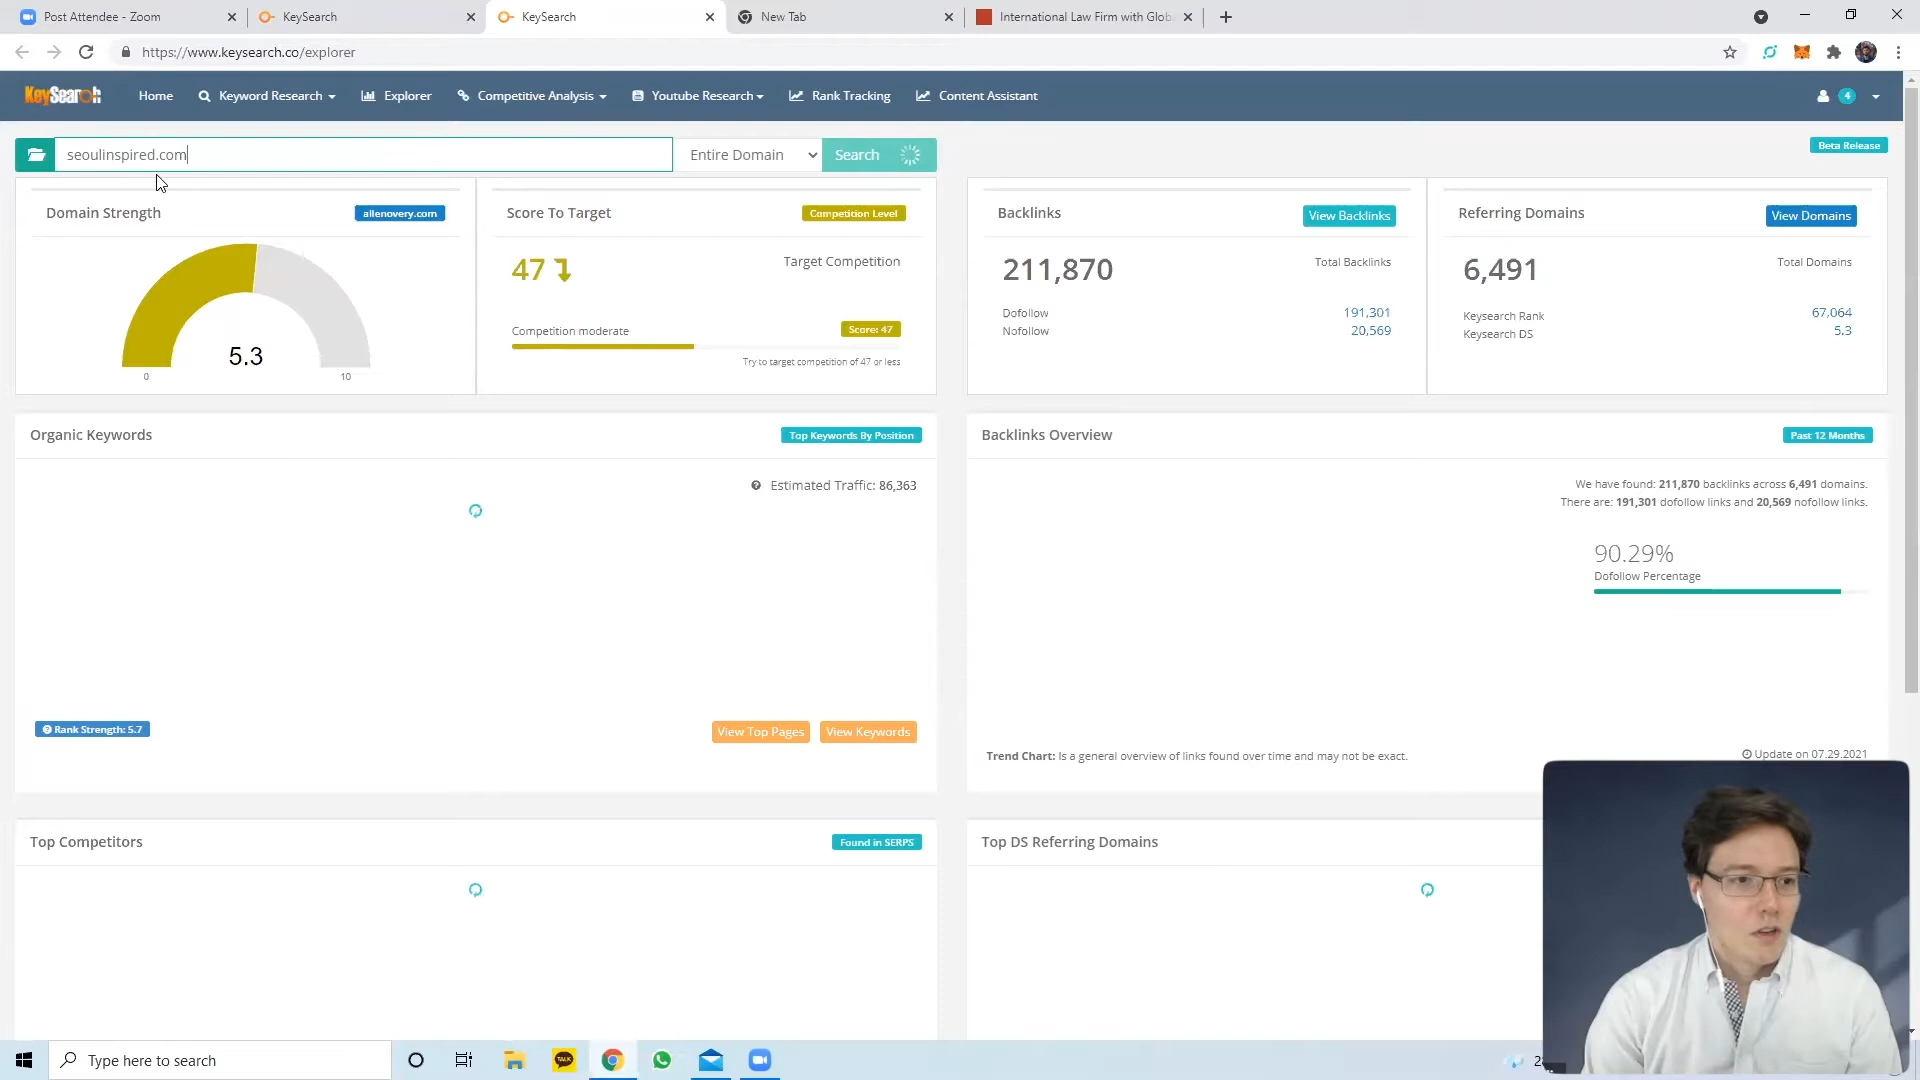 Post Attendee - Zoom
KeySearch
KeySearch
New Tab
International Law Firm with Glob
https://www.keysearch.co/explorer
KeySearch
Home
Keyword Research
Explorer
Competitive Analysis
Youtube Research
Rank Tracking
Content Assistant
4
seoulinspired.com
Entire Domain
Search
Beta Release
Domain Strength
allenovery.com
5.3
0
10
Score To Target
Competition Level
47
Target Competition
Competition moderate
Score: 47
Try to target competition of 47 or less
Backlinks
View Backlinks
211,870
Total Backlinks
Dofollow
191,301
Nofollow
20,569
Referring Domains
View Domains
6,491
Total Domains
Keysearch Rank
67,064
Keysearch DS
5.3
Organic Keywords
Top Keywords By Position
Estimated Traffic: 86,363
Rank Strength: 5.7
View Top Pages
View Keywords
Backlinks Overview
Past 12 Months
We have found: 211,870 backlinks across 6,491 domains.
There are: 191,301 dofollow links and 20,569 nofollow links.
90.29%
Dofollow Percentage
Trend Chart: Is a general overview of links found over time and may not be exact.
Update on 07.29.2021
Top Competitors
Found in SERPS
Top DS Referring Domains
Type here to search
TALK